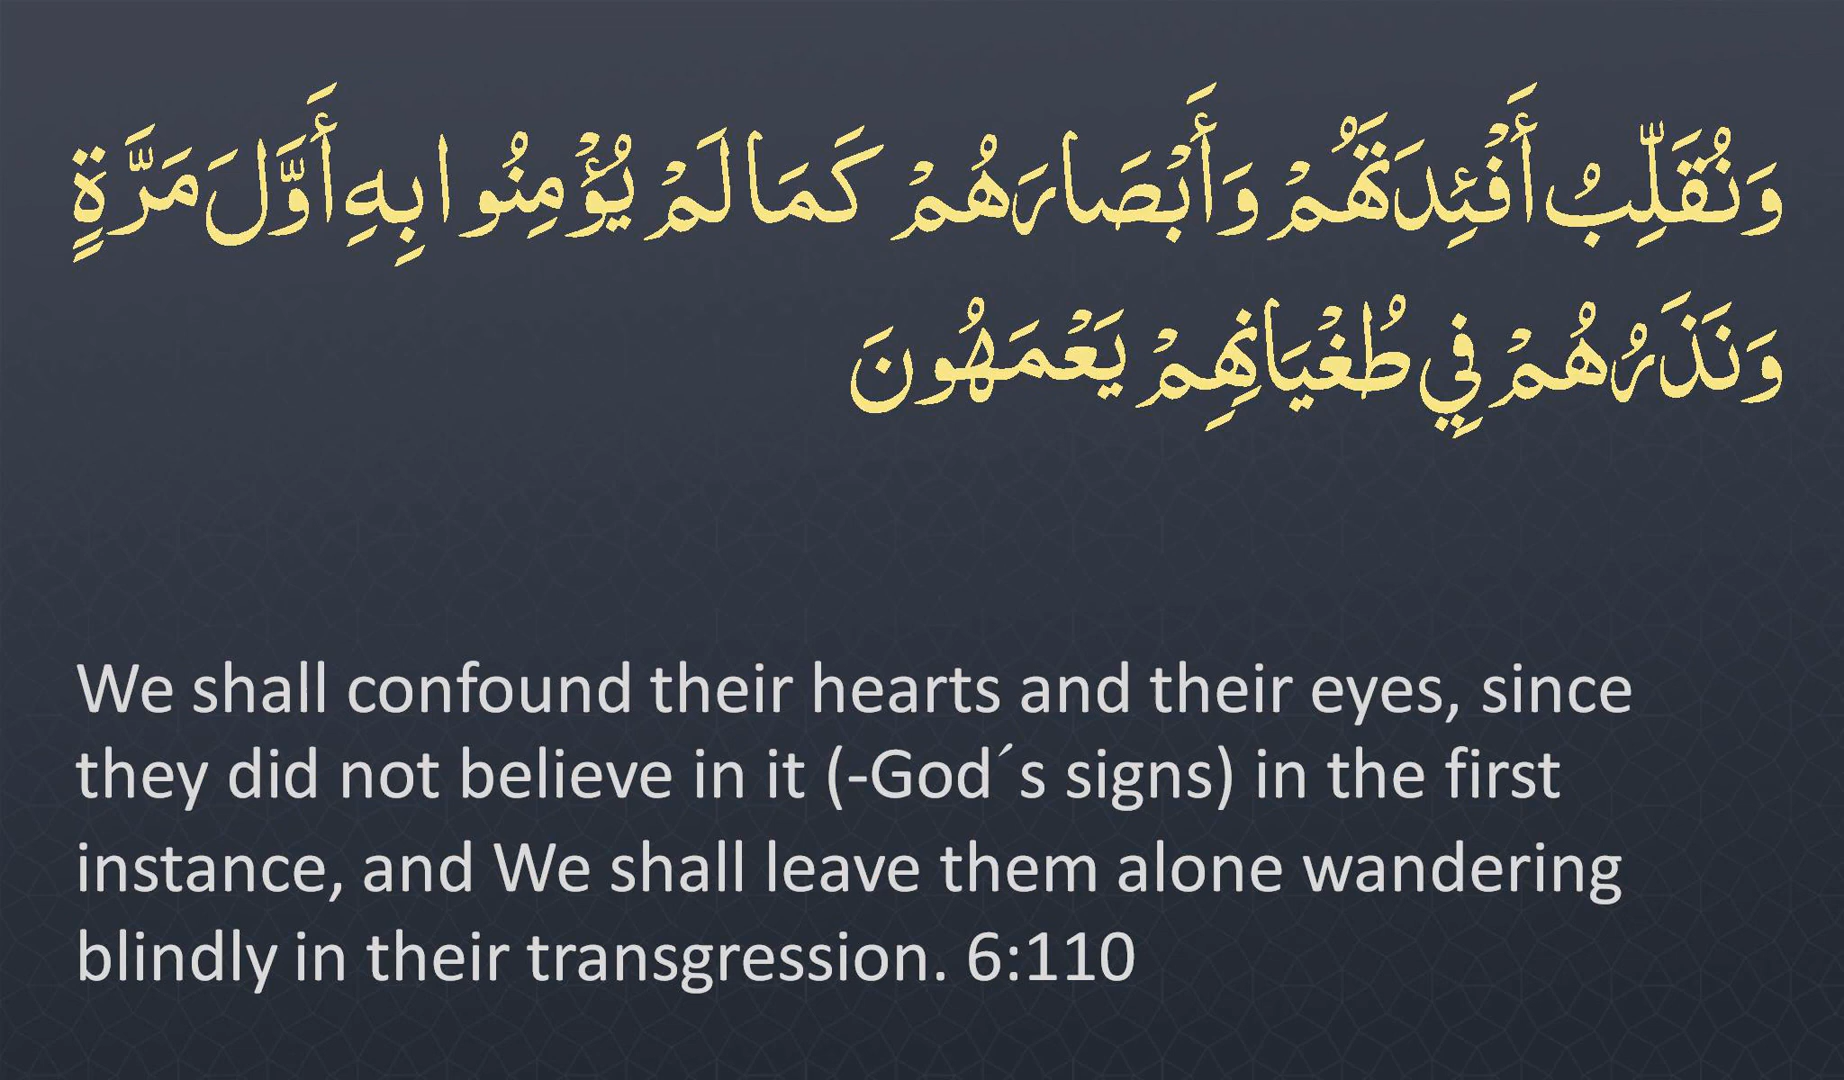 وَنُقَلِّبُ أَفْئِدَتَهُمْ وَأَبْصَارَهُمْ كَمَا لَمْ يُؤْمِنُوا بِهِ أَوَّلَ مَرَّةٍ
وَنَذَرُهُمْ فِي طُغْيَانِهِمْ يَعْمَهُونَ
We shall confound their hearts and their eyes, since
they did not believe in it (-God´s signs) in the first
instance, and We shall leave them alone wandering
blindly in their transgression. 6:110